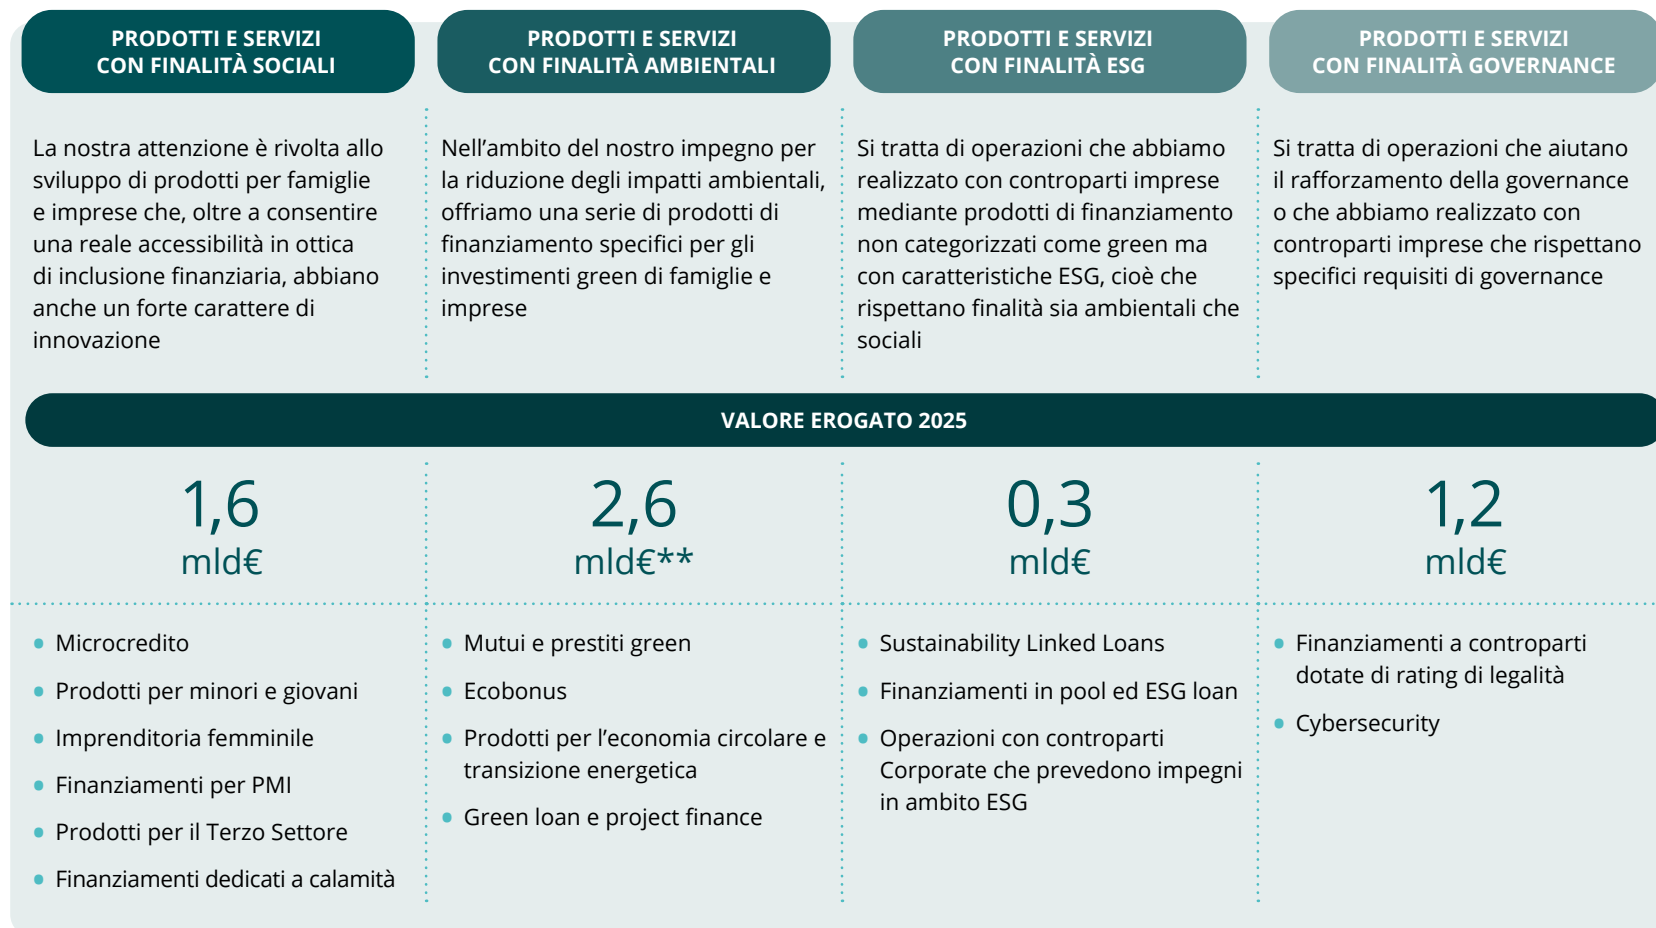 PRODOTTI E SERVIZI
CON FINALITÀ SOCIALI
PRODOTTI E SERVIZI
CON FINALITÀ AMBIENTALI
PRODOTTI E SERVIZI
CON FINALITÀ ESG
PRODOTTI E SERVIZI
CON FINALITÀ GOVERNANCE
La nostra attenzione è rivolta allo
sviluppo di prodotti per famiglie
e imprese che, oltre a consentire
una reale accessibilità in ottica
di inclusione finanziaria, abbiano
anche un forte carattere di
innovazione
Nell’ambito del nostro impegno per
la riduzione degli impatti ambientali,
offriamo una serie di prodotti di
finanziamento specifici per gli
investimenti green di famiglie e
imprese
Si tratta di operazioni che abbiamo
realizzato con controparti imprese
mediante prodotti di finanziamento
non categorizzati come green ma
con caratteristiche ESG, cioè che
rispettano finalità sia ambientali che
sociali
Si tratta di operazioni che aiutano
il rafforzamento della governance
o che abbiamo realizzato con
controparti imprese che rispettano
specifici requisiti di governance
VALORE EROGATO 2025
1,6
mld€
2,6
mld€**
0,3
mld€
1,2
mld€
• Microcredito
• Prodotti per minori e giovani
• Imprenditoria femminile
• Finanziamenti per PMI
• Prodotti per il Terzo Settore
• Finanziamenti dedicati a calamità
• Mutui e prestiti green
• Ecobonus
• Prodotti per l’economia circolare e
transizione energetica
• Green loan e project finance
• Sustainability Linked Loans
• Finanziamenti in pool ed ESG loan
• Operazioni con controparti
Corporate che prevedono impegni
in ambito ESG
• Finanziamenti a controparti
dotate di rating di legalità
• Cybersecurity